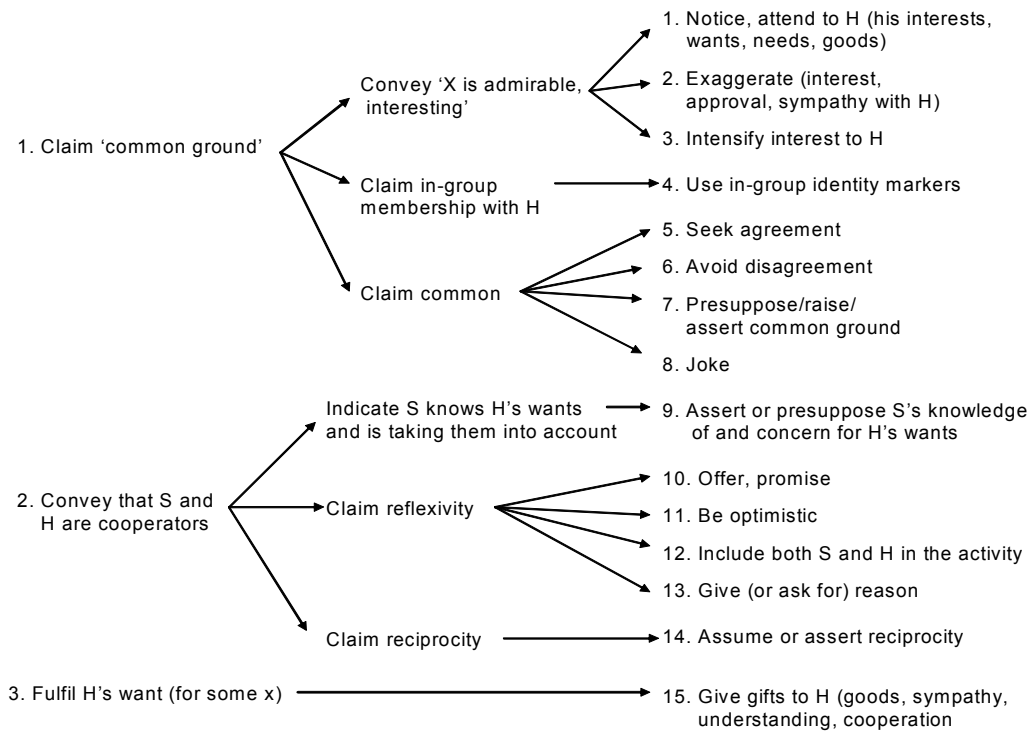 1. Notice, attend to H (his interests,
wants, needs, goods)
Convey ‘X is admirable,
interesting’
2. Exaggerate (interest,
approval, sympathy with H)
3. Intensify interest to H
1. Claim ‘common ground’
Claim in-group
membership with H
4. Use in-group identity markers
5. Seek agreement
6. Avoid disagreement
Claim common
7. Presuppose/raise/
assert common ground
8. Joke
Indicate S knows H’s wants
and is taking them into account
9. Assert or presuppose S’s knowledge
of and concern for H’s wants
2. Convey that S and
H are cooperators
10. Offer, promise
Claim reflexivity
11. Be optimistic
12. Include both S and H in the activity
13. Give (or ask for) reason
Claim reciprocity
14. Assume or assert reciprocity
3. Fulfil H’s want (for some x)
15. Give gifts to H (goods, sympathy,
understanding, cooperation